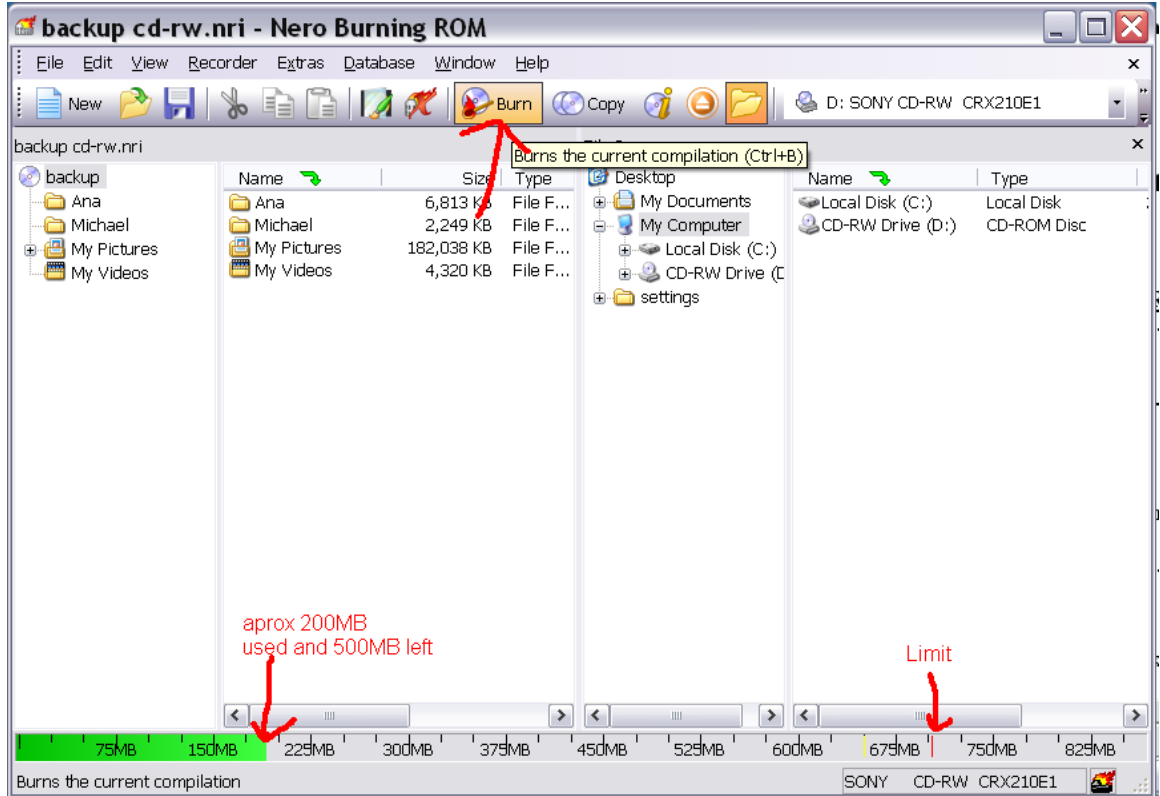 backup cd-rw.nri - Nero Burning ROM
File Edit View Recorder Extras Database Window Help
New Burn Copy D: SONY CD-RW CRX210E1
backup cd-rw.nri
Burns the current compilation (Ctrl+B)
backup
Ana
Michael
My Pictures
My Videos
Name Size Type
Ana 6,813 KB File F...
Michael 2,249 KB File F...
My Pictures 182,038 KB File F...
My Videos 4,320 KB File F...
Desktop
My Documents
My Computer
Local Disk (C:)
CD-RW Drive (D
settings
Name Type
Local Disk (C:) Local Disk
CD-RW Drive (D:) CD-ROM Disc
aprox 200MB
used and 500MB left
Limit
75MB 150MB 225MB 300MB 375MB 450MB 525MB 600MB 675MB 750MB 825MB
Burns the current compilation
SONY CD-RW CRX210E1